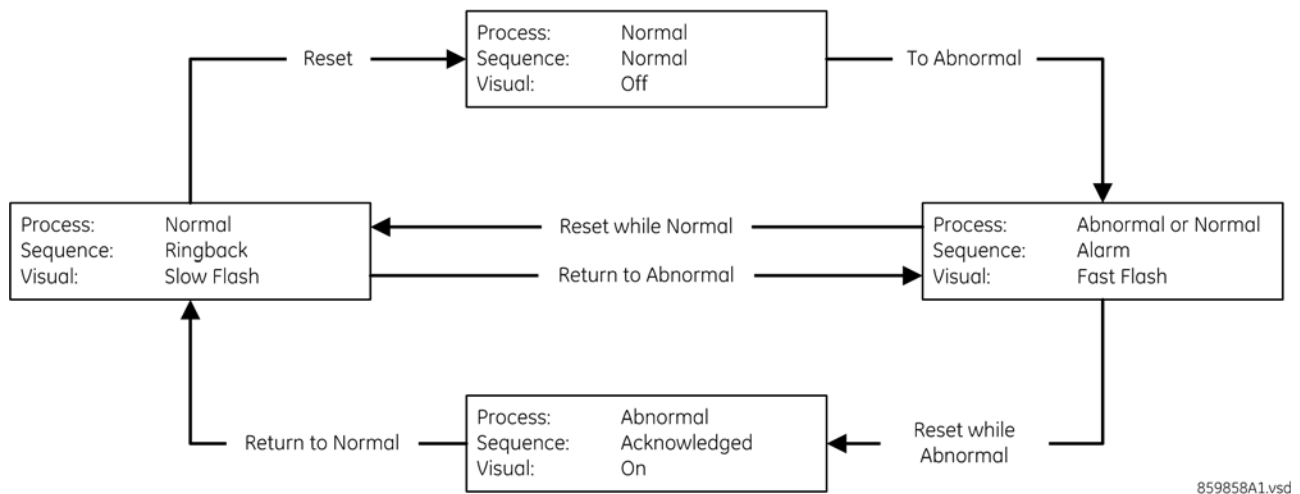 Process: Normal
Sequence: Normal
Visual: Off
Reset
To Abnormal
Process: Normal
Sequence: Ringback
Visual: Slow Flash
Reset while Normal
Return to Abnormal
Process: Abnormal or Normal
Sequence: Alarm
Visual: Fast Flash
Process: Abnormal
Sequence: Acknowledged
Visual: On
Return to Normal
Reset while
Abnormal
859858A1.vsd